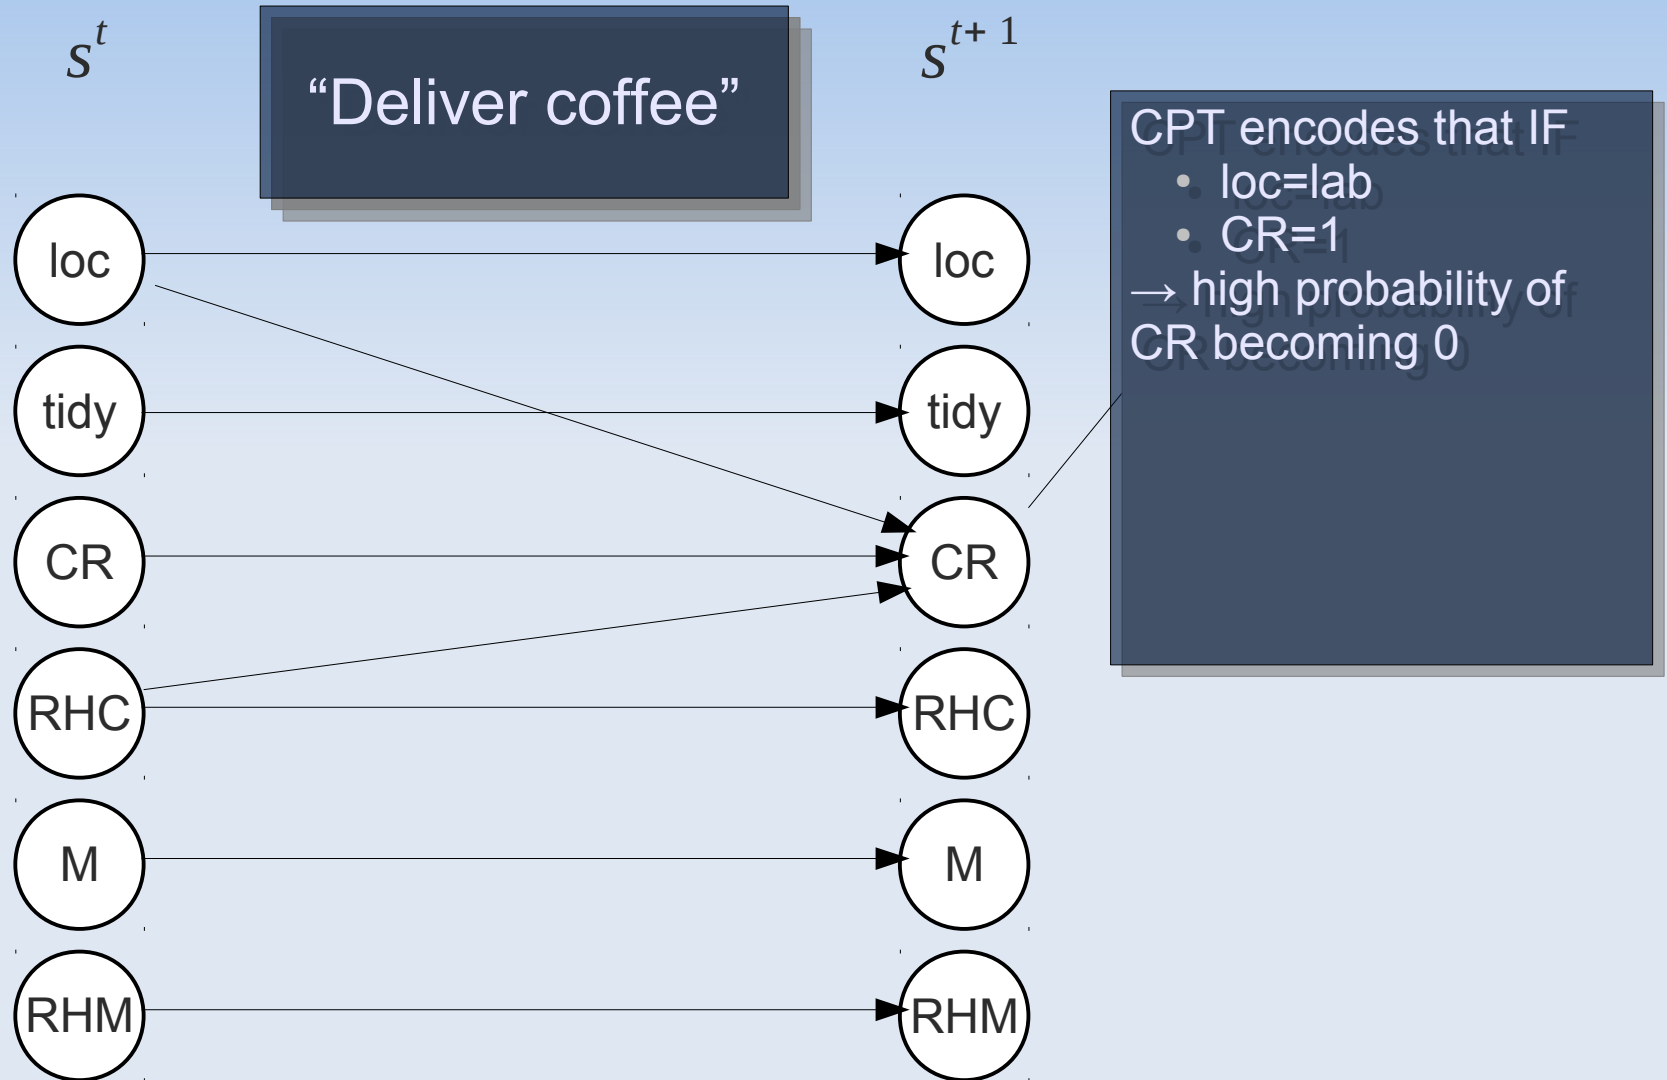 s^t
“Deliver coffee”
s^{t+1}
CPT encodes that IF
• loc=lab
• CR=1
→ high probability of
CR becoming 0
loc
loc
tidy
tidy
CR
CR
RHC
RHC
M
M
RHM
RHM